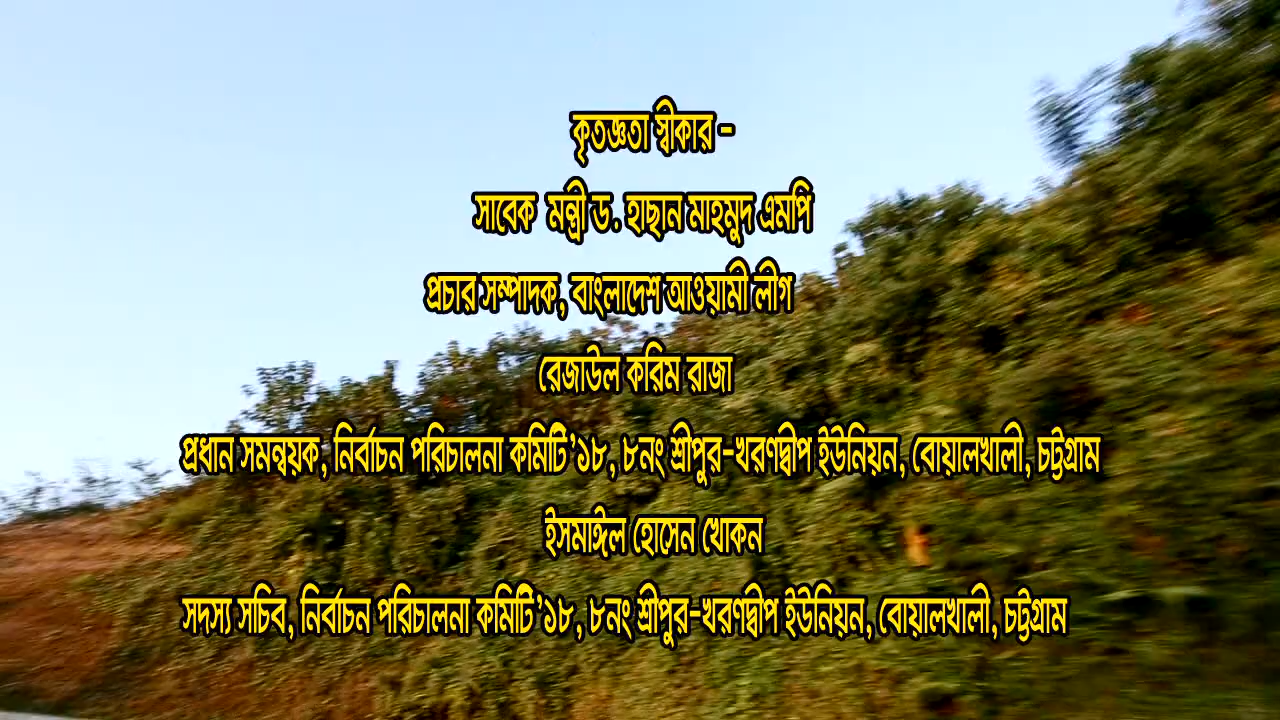 কৃতজ্ঞতা স্বীকার -
সাবেক মন্ত্রী ড. হাছান মাহমুদ এমপি
প্রচার সম্পাদক, বাংলাদেশ আওয়ামী লীগ
রেজাউল করিম রাজা
প্রধান সমন্বয়ক, নির্বাচন পরিচালনা কমিটি’১৮, ৮নং শ্রীপুর-খরণদ্বীপ ইউনিয়ন, বোয়ালখালী, চট্টগ্রাম
ইসমাঈল হোসেন খোকন
সদস্য সচিব, নির্বাচন পরিচালনা কমিটি’১৮, ৮নং শ্রীপুর-খরণদ্বীপ ইউনিয়ন, বোয়ালখালী, চট্টগ্রাম